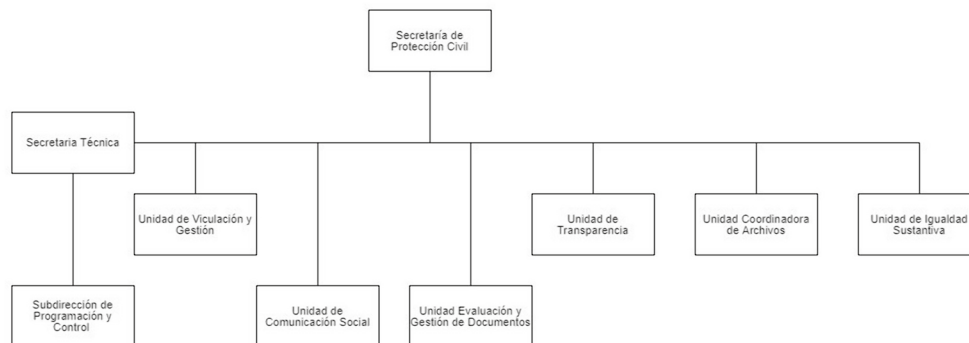 Secretaría de
Protección Civil
Secretaria Técnica
Unidad de Viculación y
Gestión
Unidad de
Transparencia
Unidad Coordinadora
de Archivos
Unidad de Igualdad
Sustantiva
Subdirección de
Programación y
Control
Unidad de
Comunicación Social
Unidad Evaluación y
Gestión de Documentos